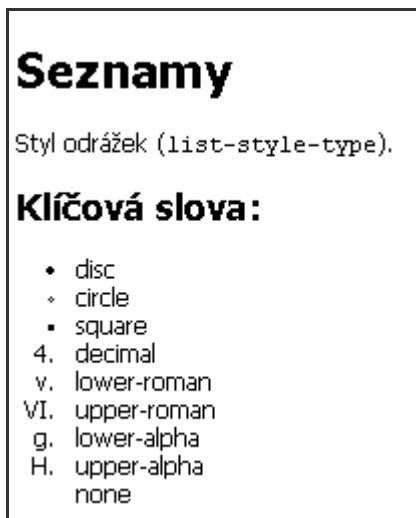 Seznamy
Styl odrážek (list-style-type).
Klíčová slova:
• disc
◦ circle
▪ square
4. decimal
v. lower-roman
VI. upper-roman
g. lower-alpha
H. upper-alpha
none